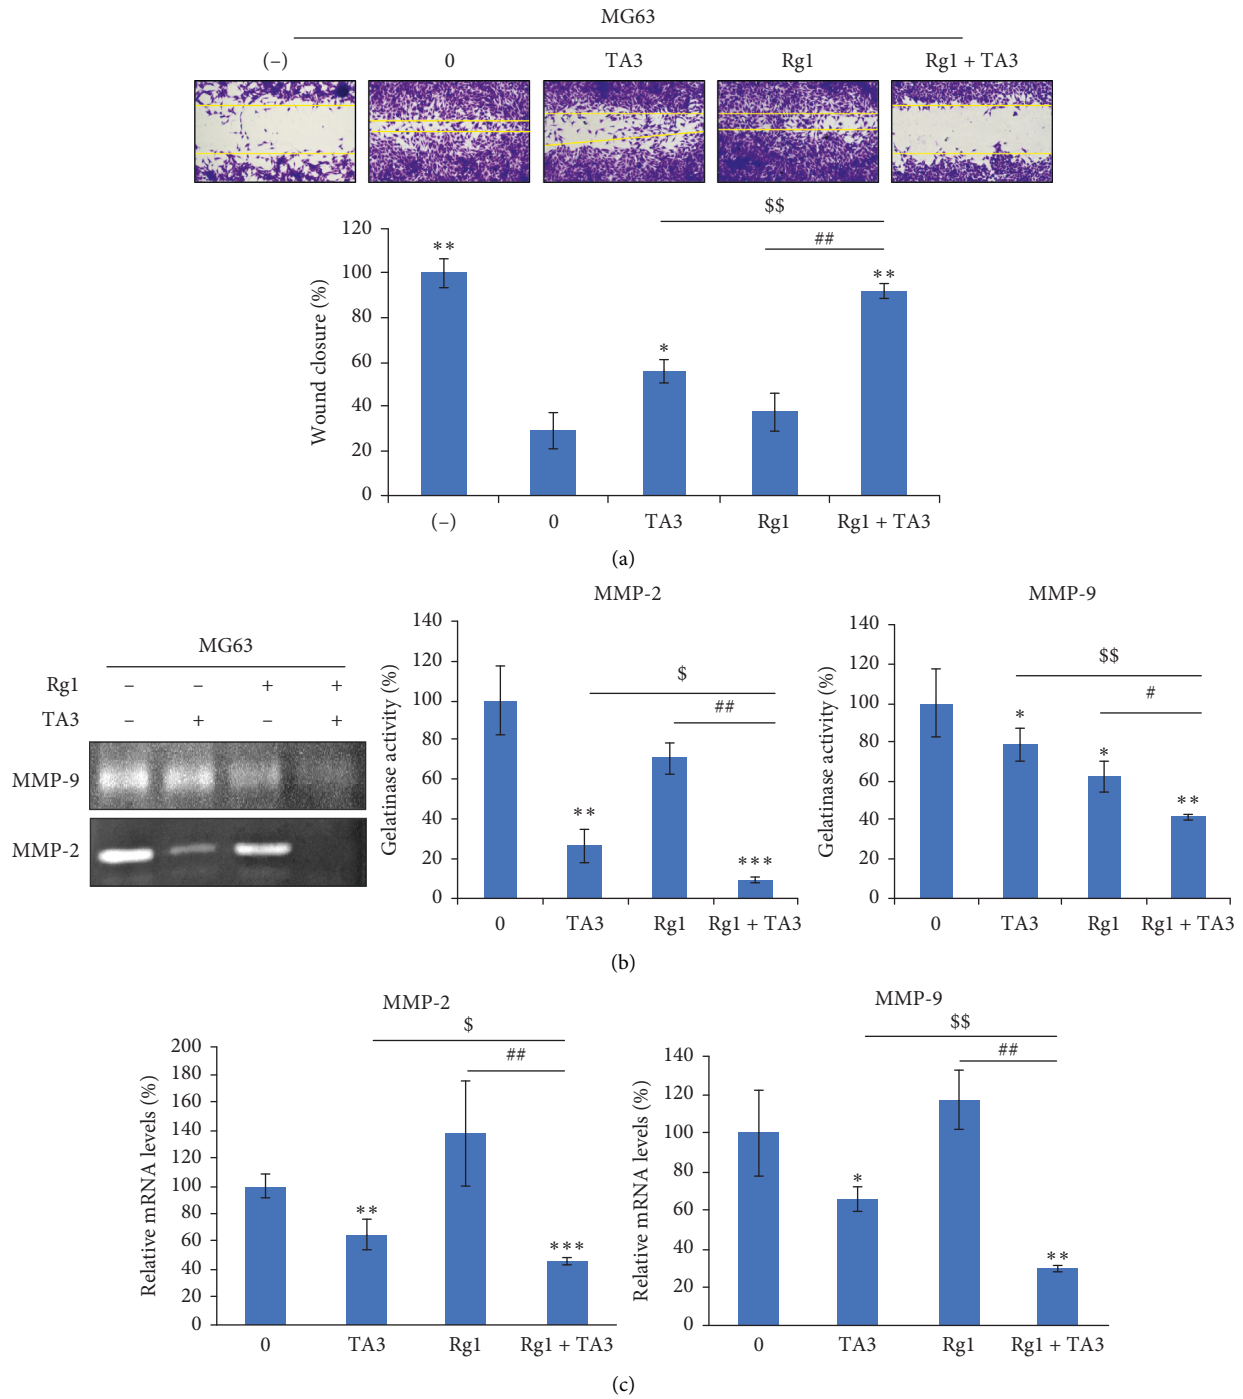 MG63
(–) 0 TA3 Rg1 Rg1 + TA3
$$
##
120
100
80
60
40
20
0
Wound closure (%)
** * **
(–) 0 TA3 Rg1 Rg1 + TA3
(a)
MG63
Rg1 – – + +
TA3 – + – +
MMP-9
MMP-2
MMP-2
140
120
100
80
60
40
20
0
Gelatinase activity (%)
$
##
** ***
0 TA3 Rg1 Rg1 + TA3
MMP-9
140
120
100
80
60
40
20
0
Gelatinase activity (%)
$$
#
* * **
0 TA3 Rg1 Rg1 + TA3
(b)
MMP-2
200
180
160
140
120
100
80
60
40
20
0
Relative mRNA levels (%)
$
##
** ***
0 TA3 Rg1 Rg1 + TA3
MMP-9
140
120
100
80
60
40
20
0
Relative mRNA levels (%)
$$
##
* **
0 TA3 Rg1 Rg1 + TA3
(c)